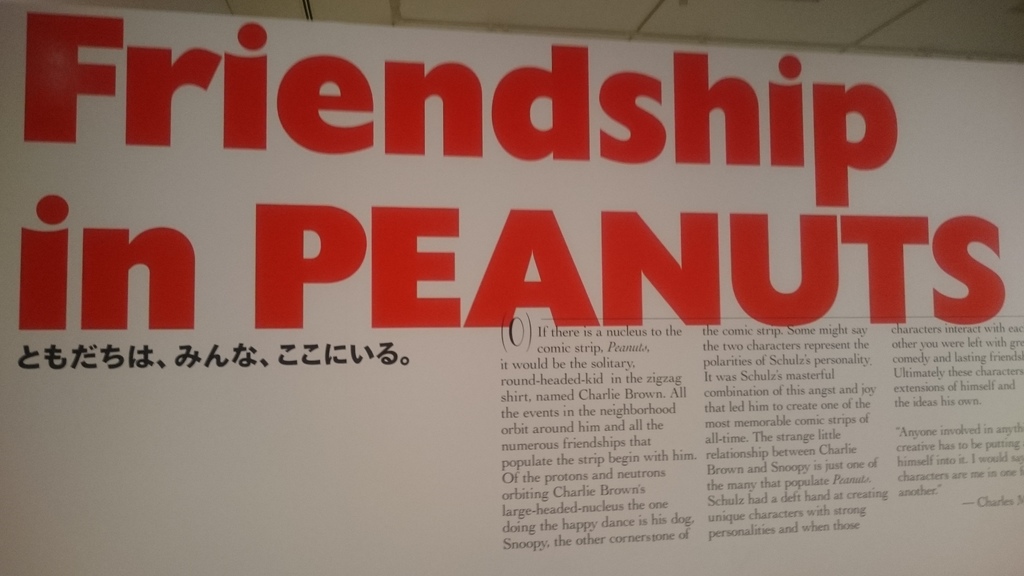 Friendship
in PEANUTS
ともだちは、みんな、ここにいる。
(0) If there is a nucleus to the
comic strip, Peanuts,
it would be the solitary,
round-headed-kid in the zigzag
shirt, named Charlie Brown. All
the events in the neighborhood
orbit around him and all the
numerous friendships that
populate the strip begin with him.
Of the protons and neutrons
orbiting Charlie Brown's
large-headed-nucleus the one
doing the happy dance is his dog,
Snoopy, the other cornerstone of
the comic strip. Some might say
the two characters represent the
polarities of Schulz's personality.
It was Schulz's masterful
combination of this angst and joy
that led him to create one of the
most memorable comic strips of
all-time. The strange little
relationship between Charlie
Brown and Snoopy is just one of
the many that populate Peanuts.
Schulz had a deft hand at creating
unique characters with strong
personalities and when those
characters interact with
other you were left with
comedy and lasting
Ultimately these characters
extensions of himself and
the ideas his own.
"Anyone involved in
creative has to be putting
himself into it. I would
characters are me in one
another."
— Charles M